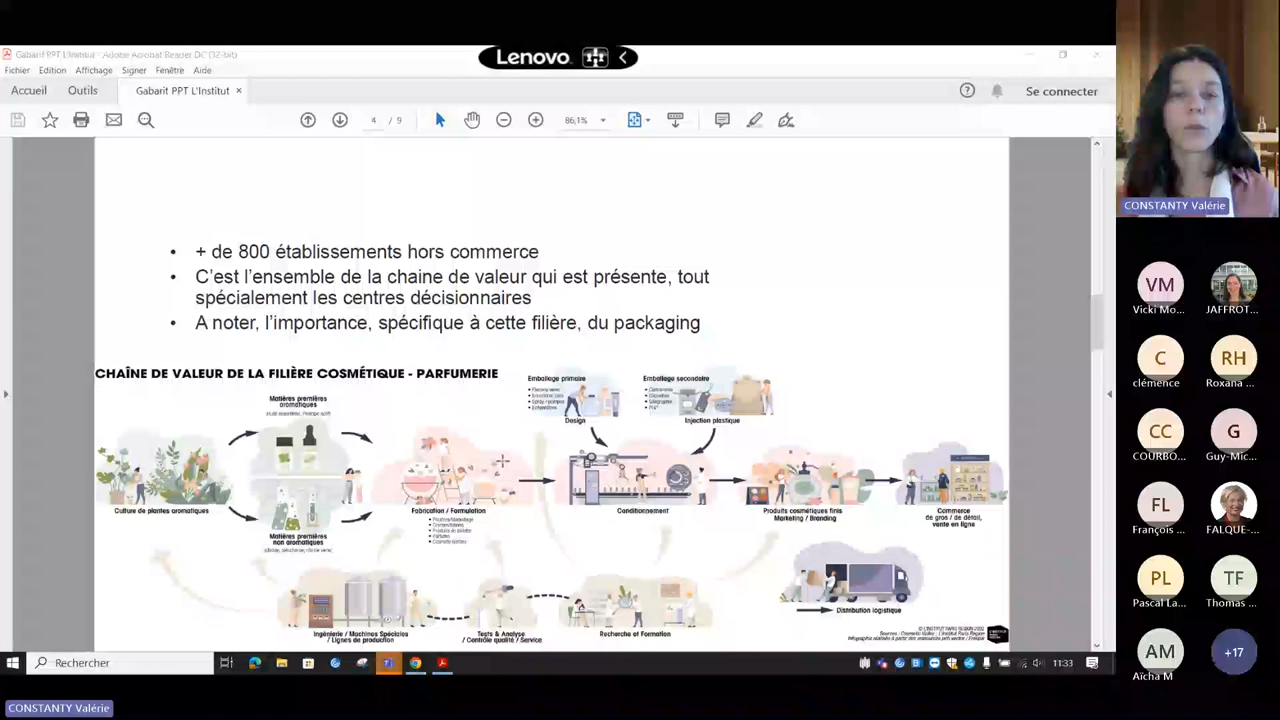 Gabarit PPT L'Institut - Adobe Acrobat Reader DC (32-bit)
Lenovo
Fichier Edition Affichage Signer Fenêtre Aide
Accueil Outils Gabarit PPT L'Institut × Se connecter
4 / 9 86,1%
• + de 800 établissements hors commerce
• C'est l'ensemble de la chaine de valeur qui est présente, tout
spécialement les centres décisionnaires
• A noter, l'importance, spécifique à cette filière, du packaging
CHAÎNE DE VALEUR DE LA FILIÈRE COSMÉTIQUE - PARFUMERIE
Emballage primaire
Design
Emballage secondaire
Injection plastique
Matières premières
aromatiques
Culture de plantes aromatiques
Matières premières
non aromatiques
Fabrication / Formulation
Conditionnement
Produits cosmétiques finis
Marketing / Branding
Commerce
de gros / de détail,
vente en ligne
Ingénierie / Machines Spéciales
/ Lignes de production
Tests & Analyse
/ Contrôle qualité / Service
Recherche et Formation
Distribution logistique
© L'INSTITUT PARIS REGION 2022
Rechercher
11:33
CONSTANTY Valérie
CONSTANTY Valérie
VM
Vicki Mo...
JAFFROT...
C
clémence
RH
Roxana ...
CC
COURBO...
G
Guy-Mic...
FL
François ...
FALQUE-...
PL
Pascal La...
TF
Thomas ...
AM
Aïcha M
+17